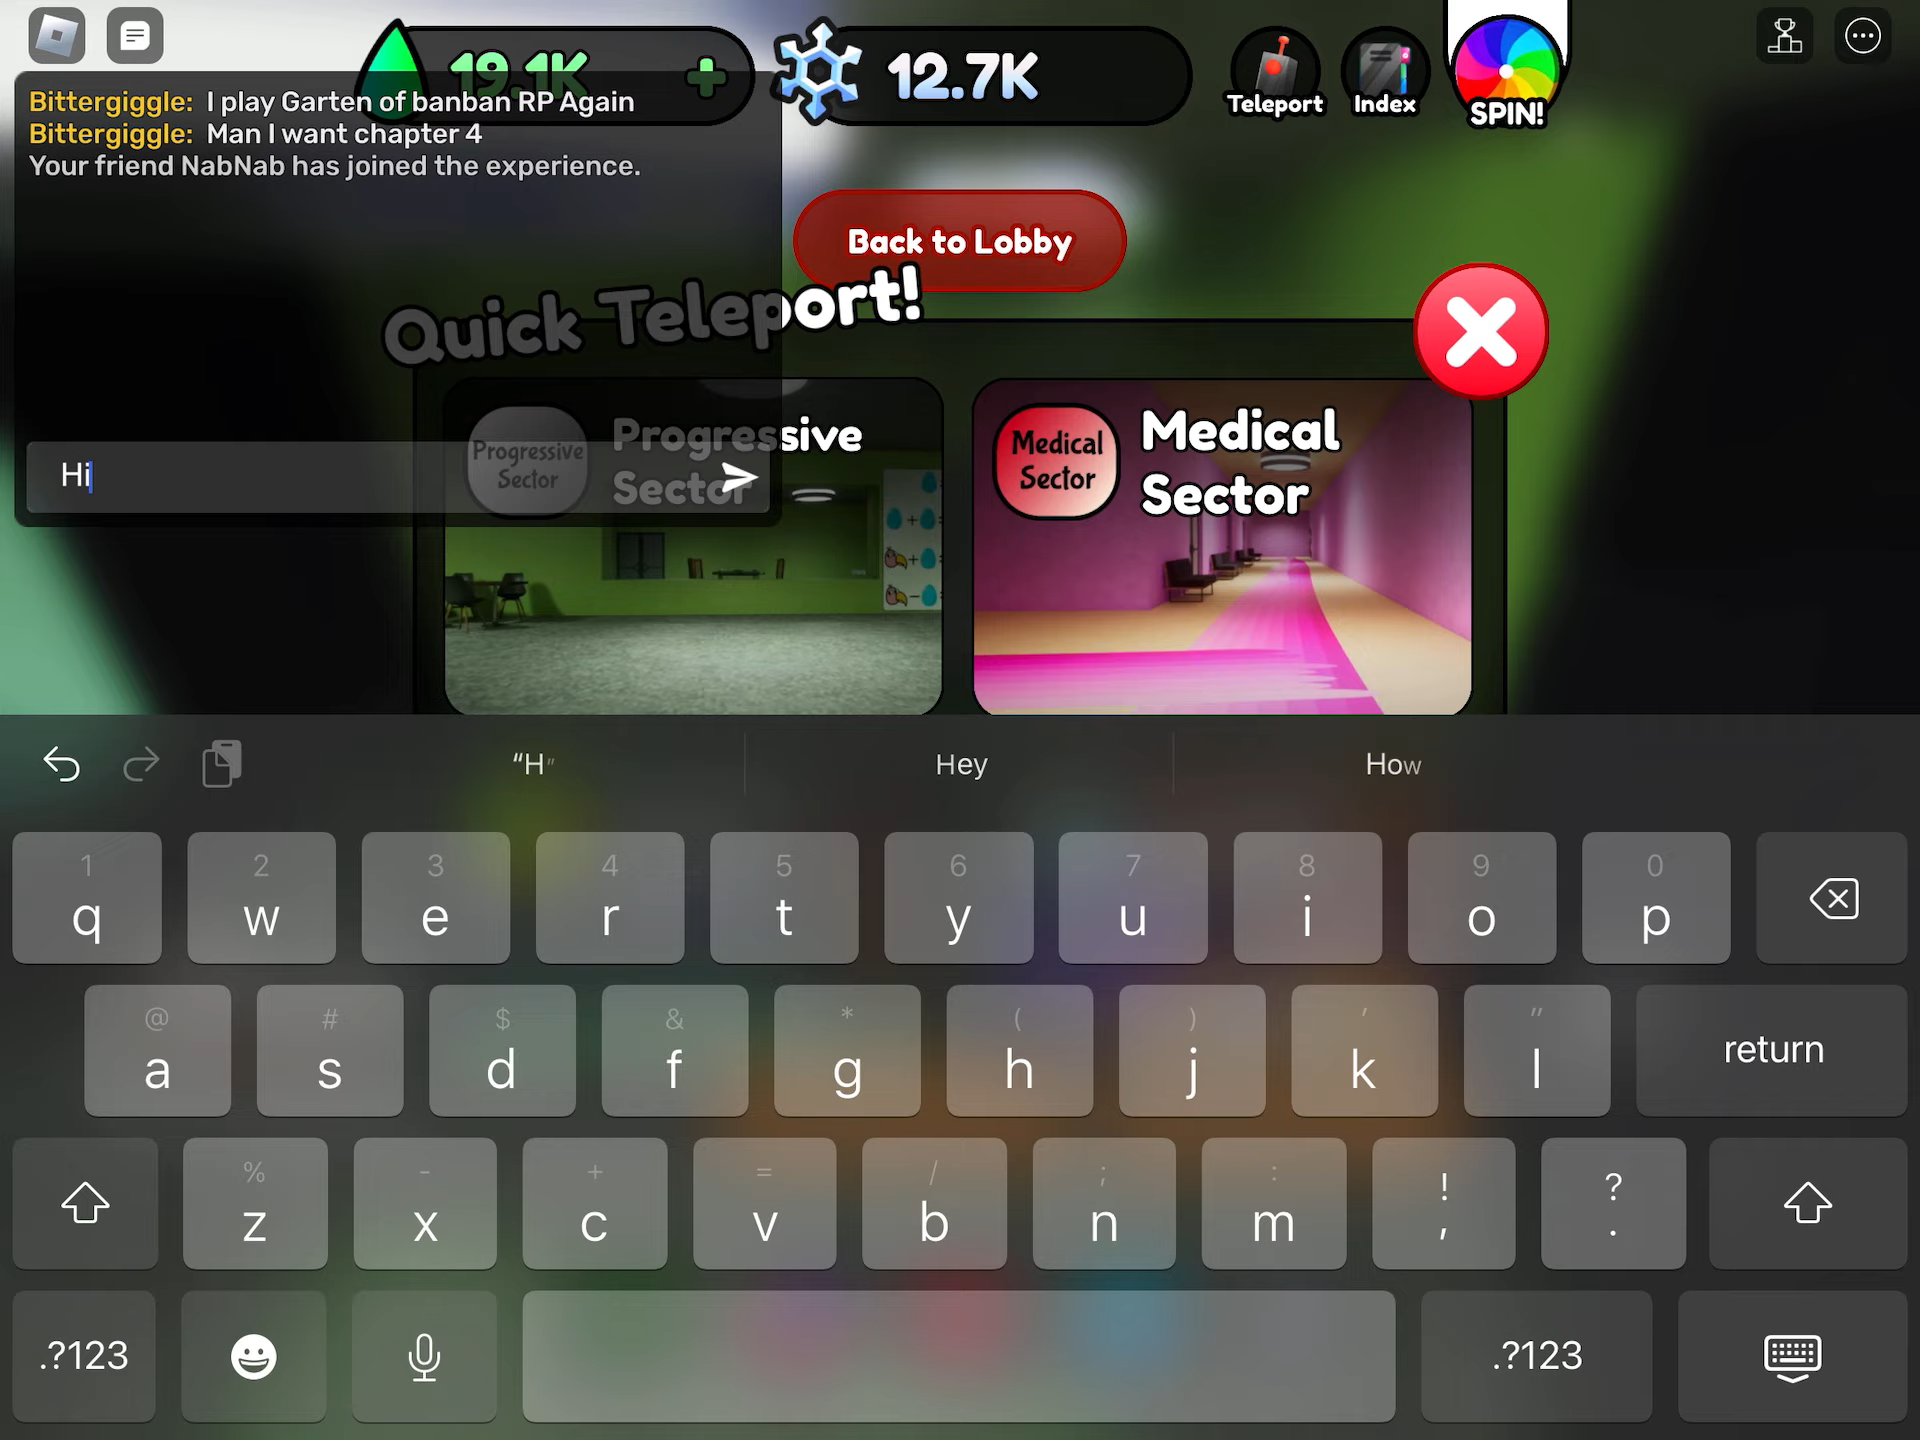 19.1K
12.7K
Teleport
Index
SPIN!
Bittergiggle: I play Garten of banban RP Again
Bittergiggle: Man I want chapter 4
Your friend NabNab has joined the experience.
Back to Lobby
Quick Teleport!
Progressive Sector
Progressive
Sector
Medical
Sector
Medical
Sector
Hi
“H”
Hey
How
1 2 3 4 5 6 7 8 9 0
q w e r t y u i o p
@ # $ & * ( ) ' "
a s d f g h j k l return
% - + = / ; : ! ?
z x c v b n m , .
.?123 .?123